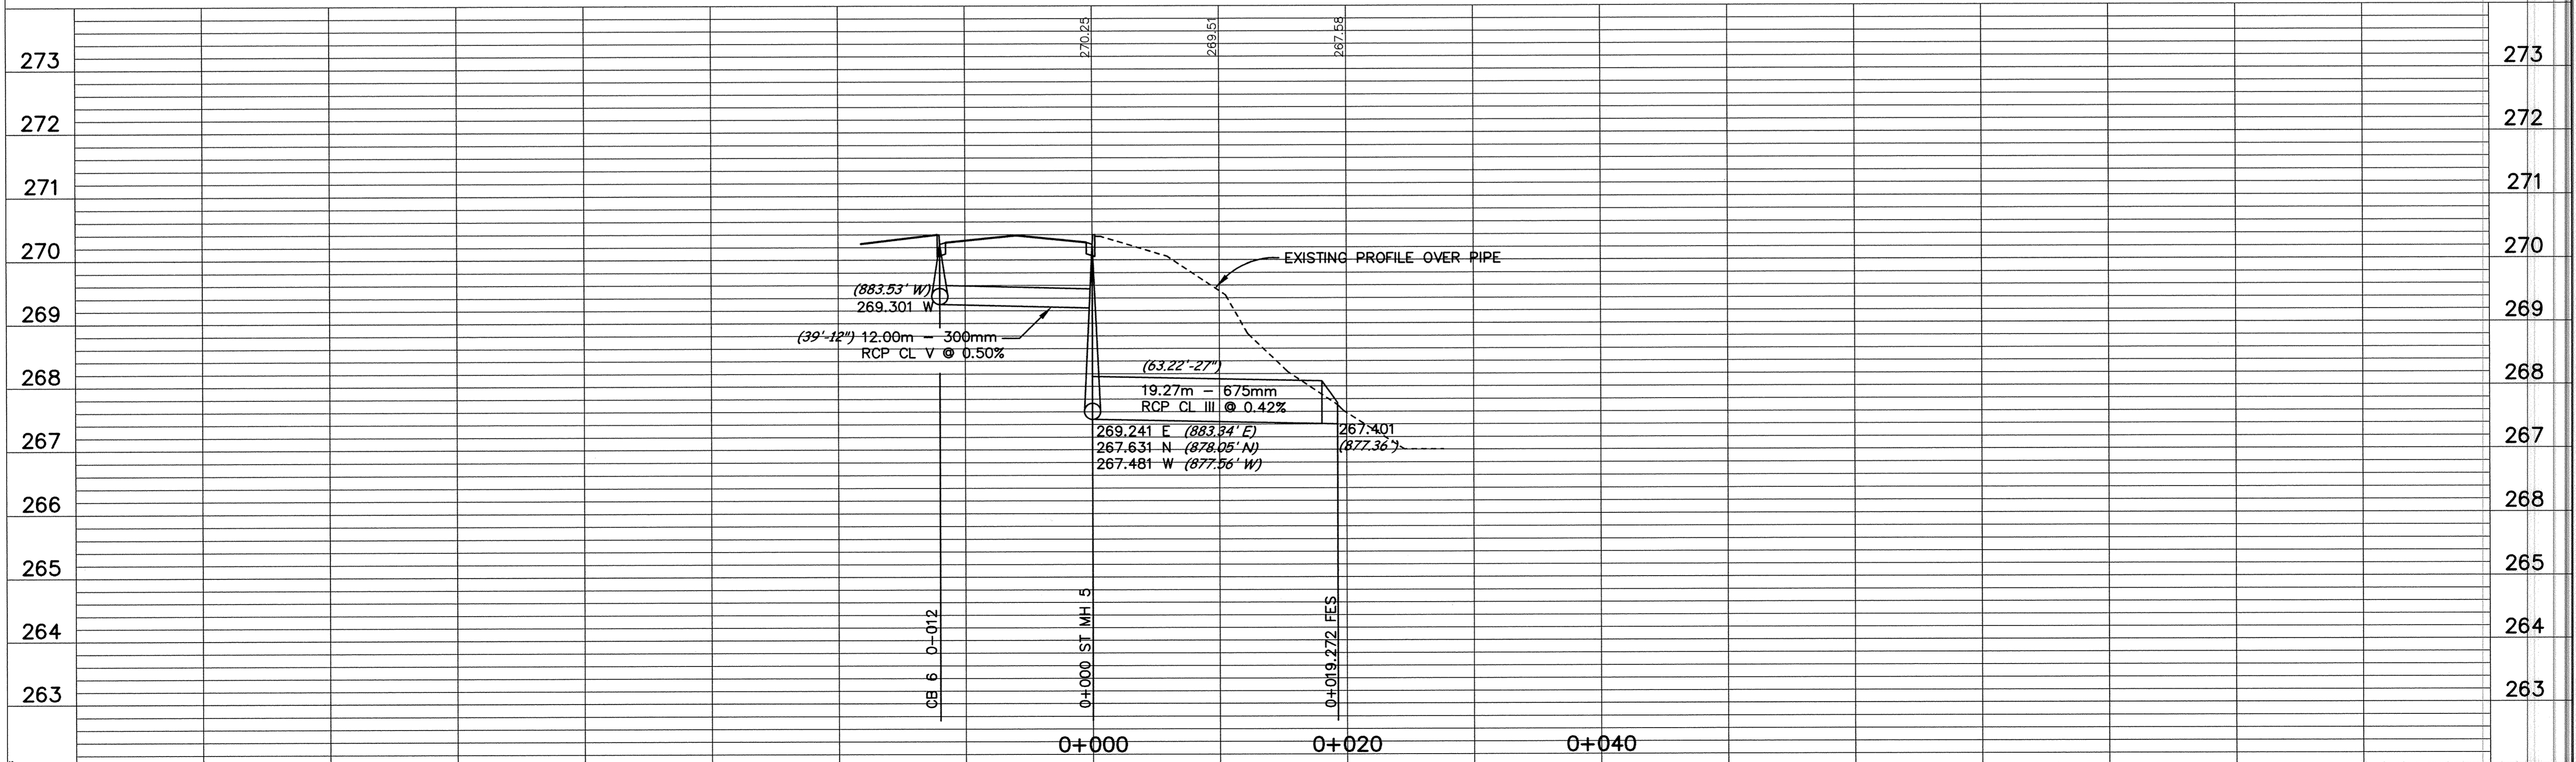 270.25
269.51
267.58
273 273
272 272
271 271
270 270
EXISTING PROFILE OVER PIPE
(883.53' W)
269.301 W
269 269
(39'-12") 12.00m - 300mm
RCP CL V @ 0.50%
(63.22'-27")
268 268
19.27m - 675mm
RCP CL III @ 0.42%
269.241 E (883.34' E)
267.631 N (878.05' N)
267.481 W (877.56' W)
267.401
(877.36')
267 267
266 268
265 265
264 264
263 263
CB 6 0-012
0+000 ST MH 5
0+019.272 FES
0+000 0+020 0+040